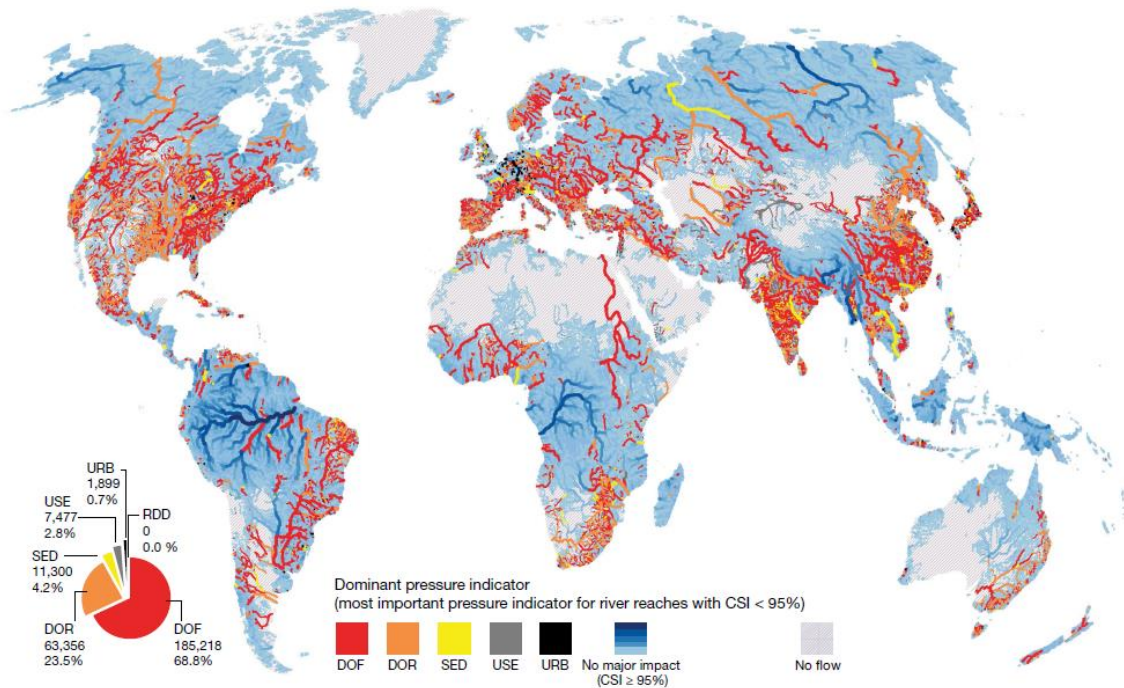 URB
1,899
0.7%
USE
7,477
2.8%
RDD
0
0.0 %
SED
11,300
4.2%
DOR
63,356
23.5%
DOF
185,218
68.8%
Dominant pressure indicator
(most important pressure indicator for river reaches with CSI < 95%)
DOF
DOR
SED
USE
URB
No major impact
(CSI ≥ 95%)
No flow